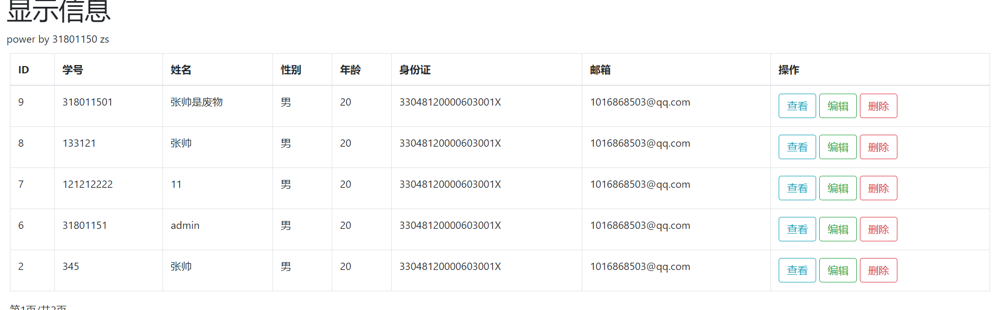 显示信息
power by 31801150 zs
ID 学号 姓名 性别 年龄 身份证 邮箱 操作
9 318011501 张帅是废物 男 20 33048120000603001X 1016868503@qq.com 查看 编辑 删除
8 133121 张帅 男 20 33048120000603001X 1016868503@qq.com 查看 编辑 删除
7 121212222 11 男 20 33048120000603001X 1016868503@qq.com 查看 编辑 删除
6 31801151 admin 男 20 33048120000603001X 1016868503@qq.com 查看 编辑 删除
2 345 张帅 男 20 33048120000603001X 1016868503@qq.com 查看 编辑 删除
第1页/共2页